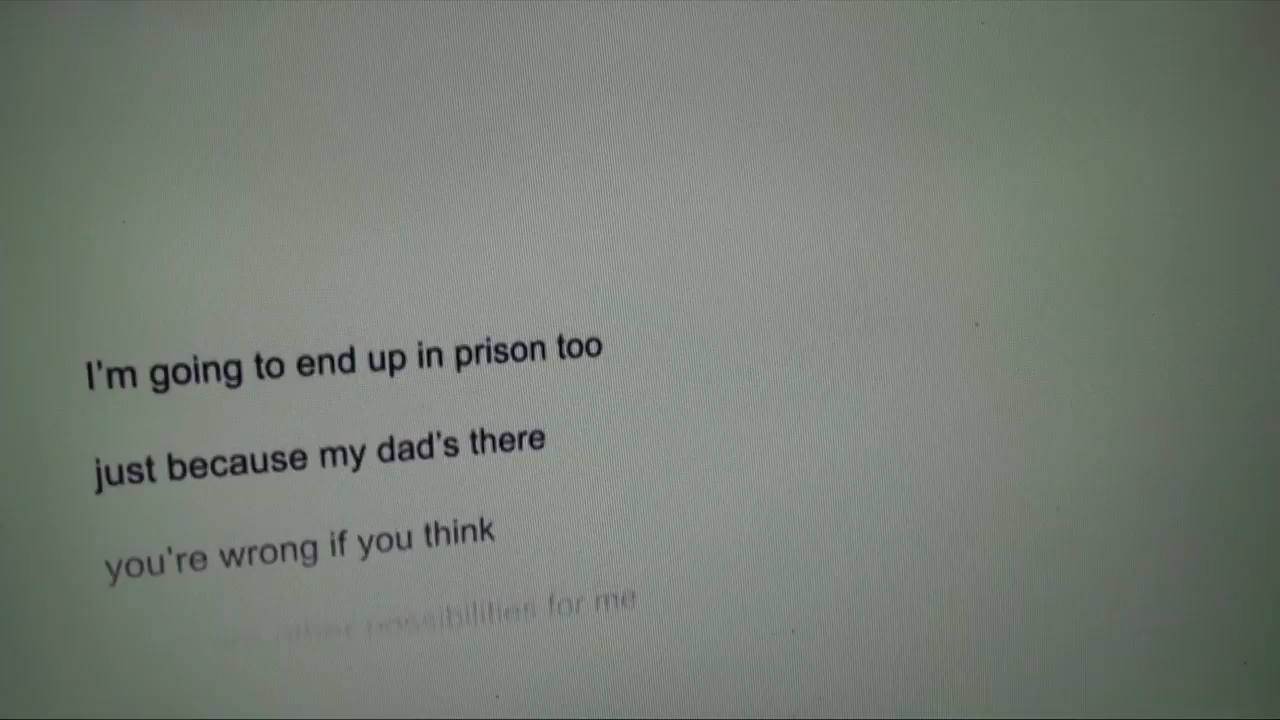 I'm going to end up in prison too
just because my dad's there
you're wrong if you think
other possibilities for me